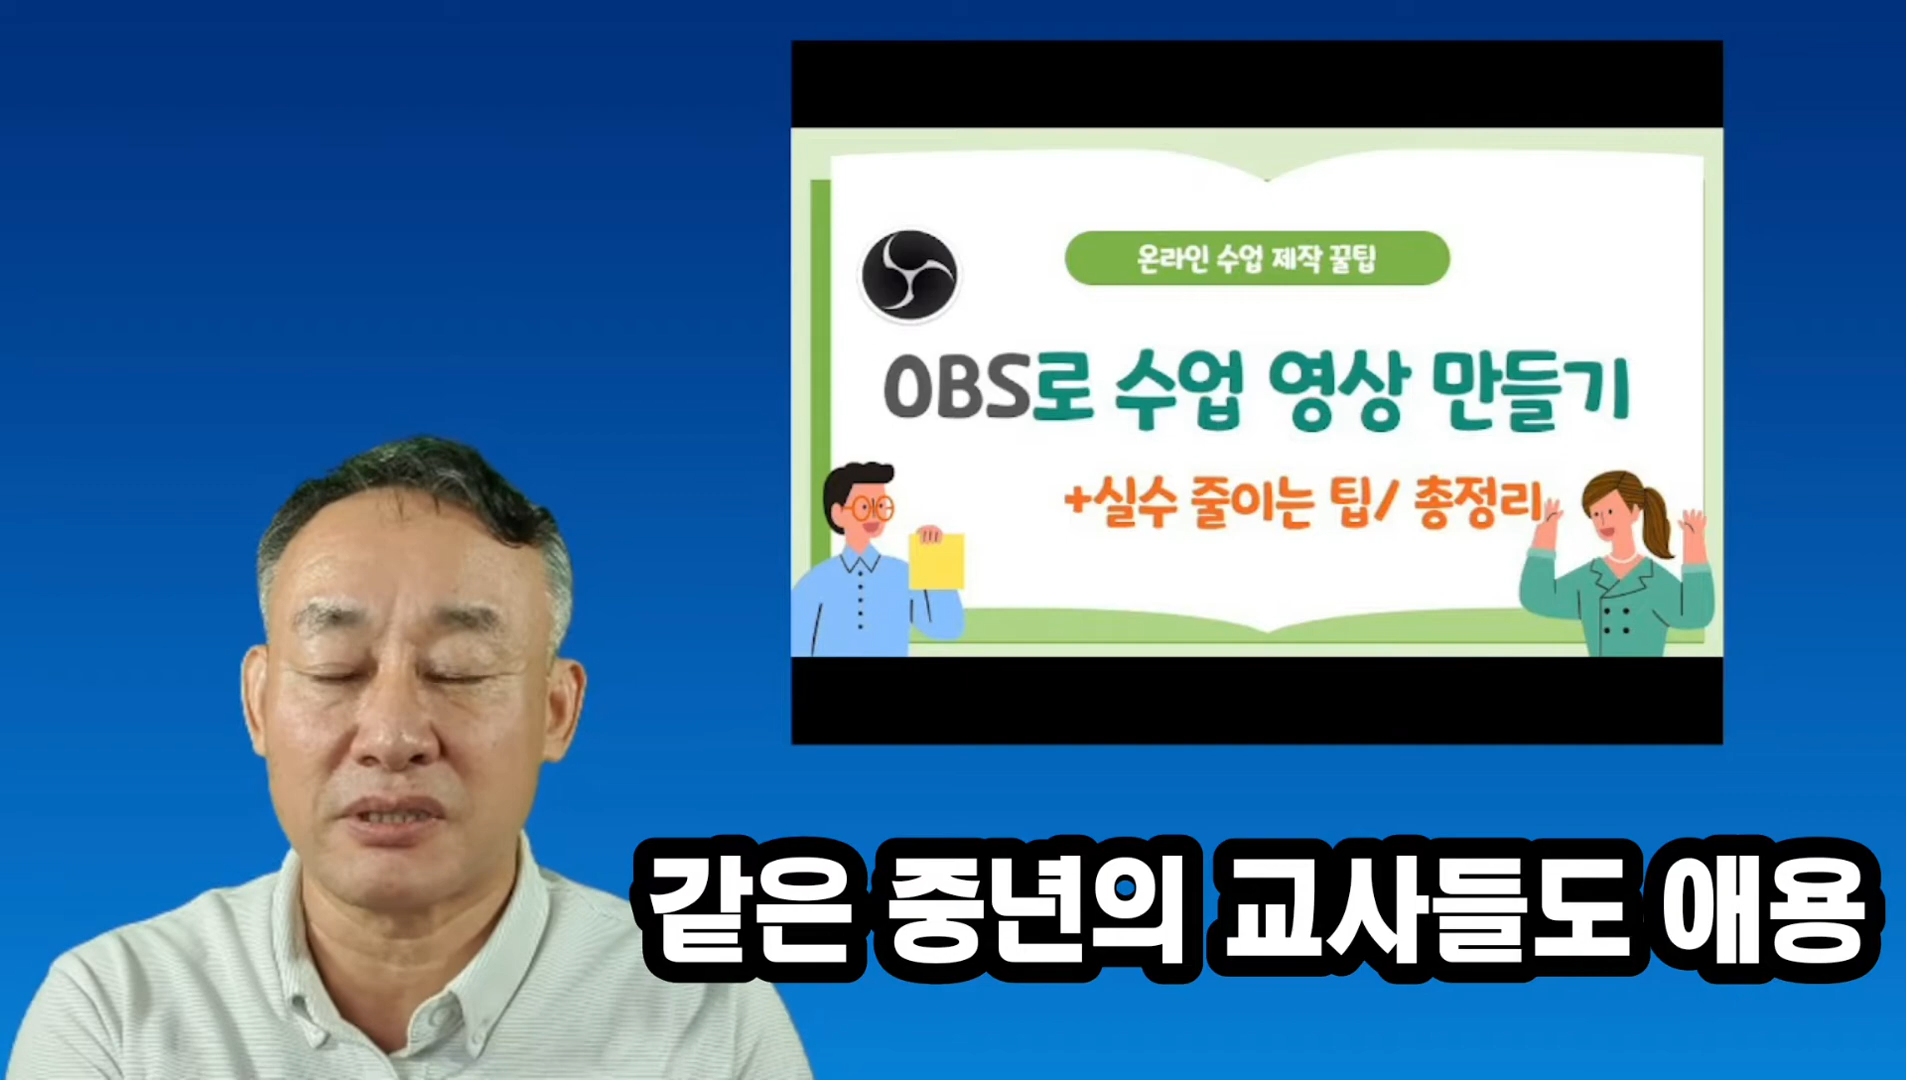 온라인 수업 제작 꿀팁
OBS로 수업 영상 만들기
+실수 줄이는 팁/ 총정리
같은 중년의 교사들도 애용